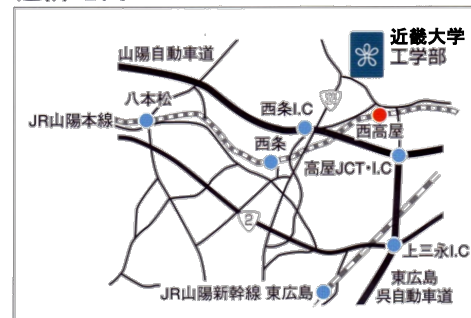 近畿大学
工学部
山陽自動車道
八本松
西条I.C
JR山陽本線
西条
西高屋
高屋JCT・I.C
2
上三永I.C
JR山陽新幹線 東広島
東広島
呉自動車道